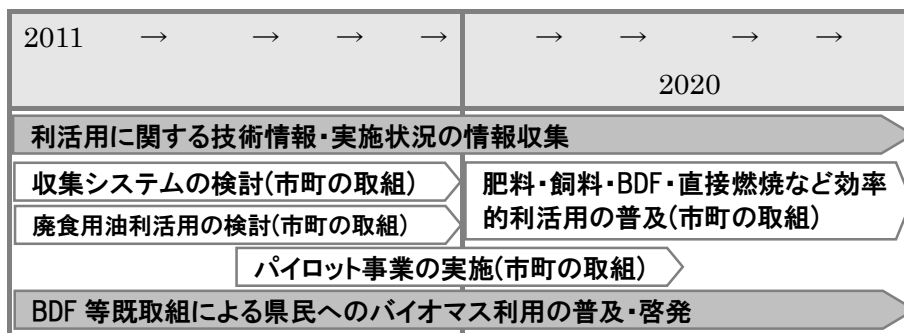 2011 → → → → → → → →
2020
利活用に関する技術情報・実施状況の情報収集
収集システムの検討(市町の取組)
廃食用油利活用の検討(市町の取組)
肥料・飼料・BDF・直接燃焼など効率
的利活用の普及(市町の取組)
パイロット事業の実施(市町の取組)
BDF 等既取組による県民へのバイオマス利用の普及・啓発